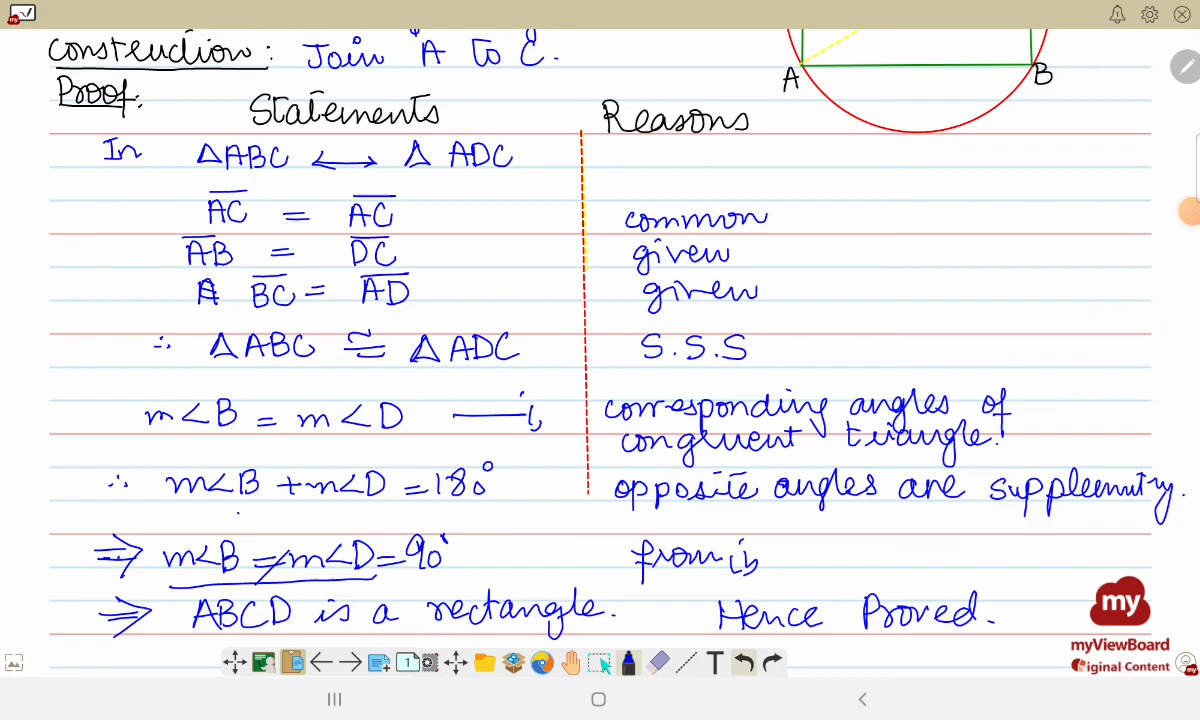 Construction: Join A to C.
A
B
Proof:
Statements
Reasons
In △ABC ⟷ △ADC
AC = AC common
AB = DC given
BC = AD given
∴ △ABC ≅ △ADC S.S.S
m∠B = m∠D — i, corresponding angles of
congruent triangle.
∴ m∠B + m∠D = 180° opposite angles are supplemutry.
⇒ m∠B = m∠D = 90° from i,
⇒ ABCD is a rectangle. Hence Proved.
my
myViewBoard
Original Content